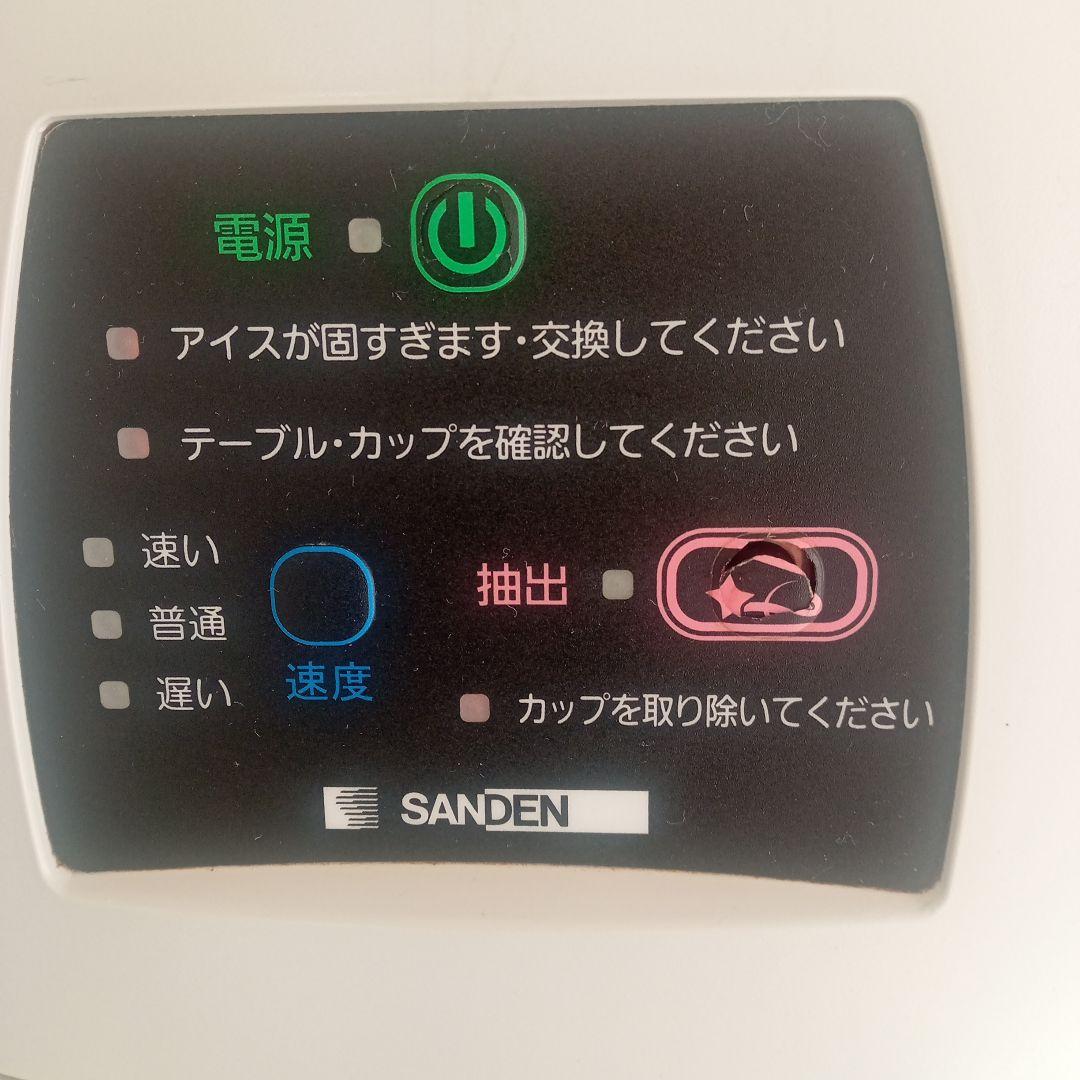 電源
アイスが固すぎます・交換してください
テーブル・カップを確認してください
速い
普通
遅い
速度
抽出
カップを取り除いてください
SANDEN